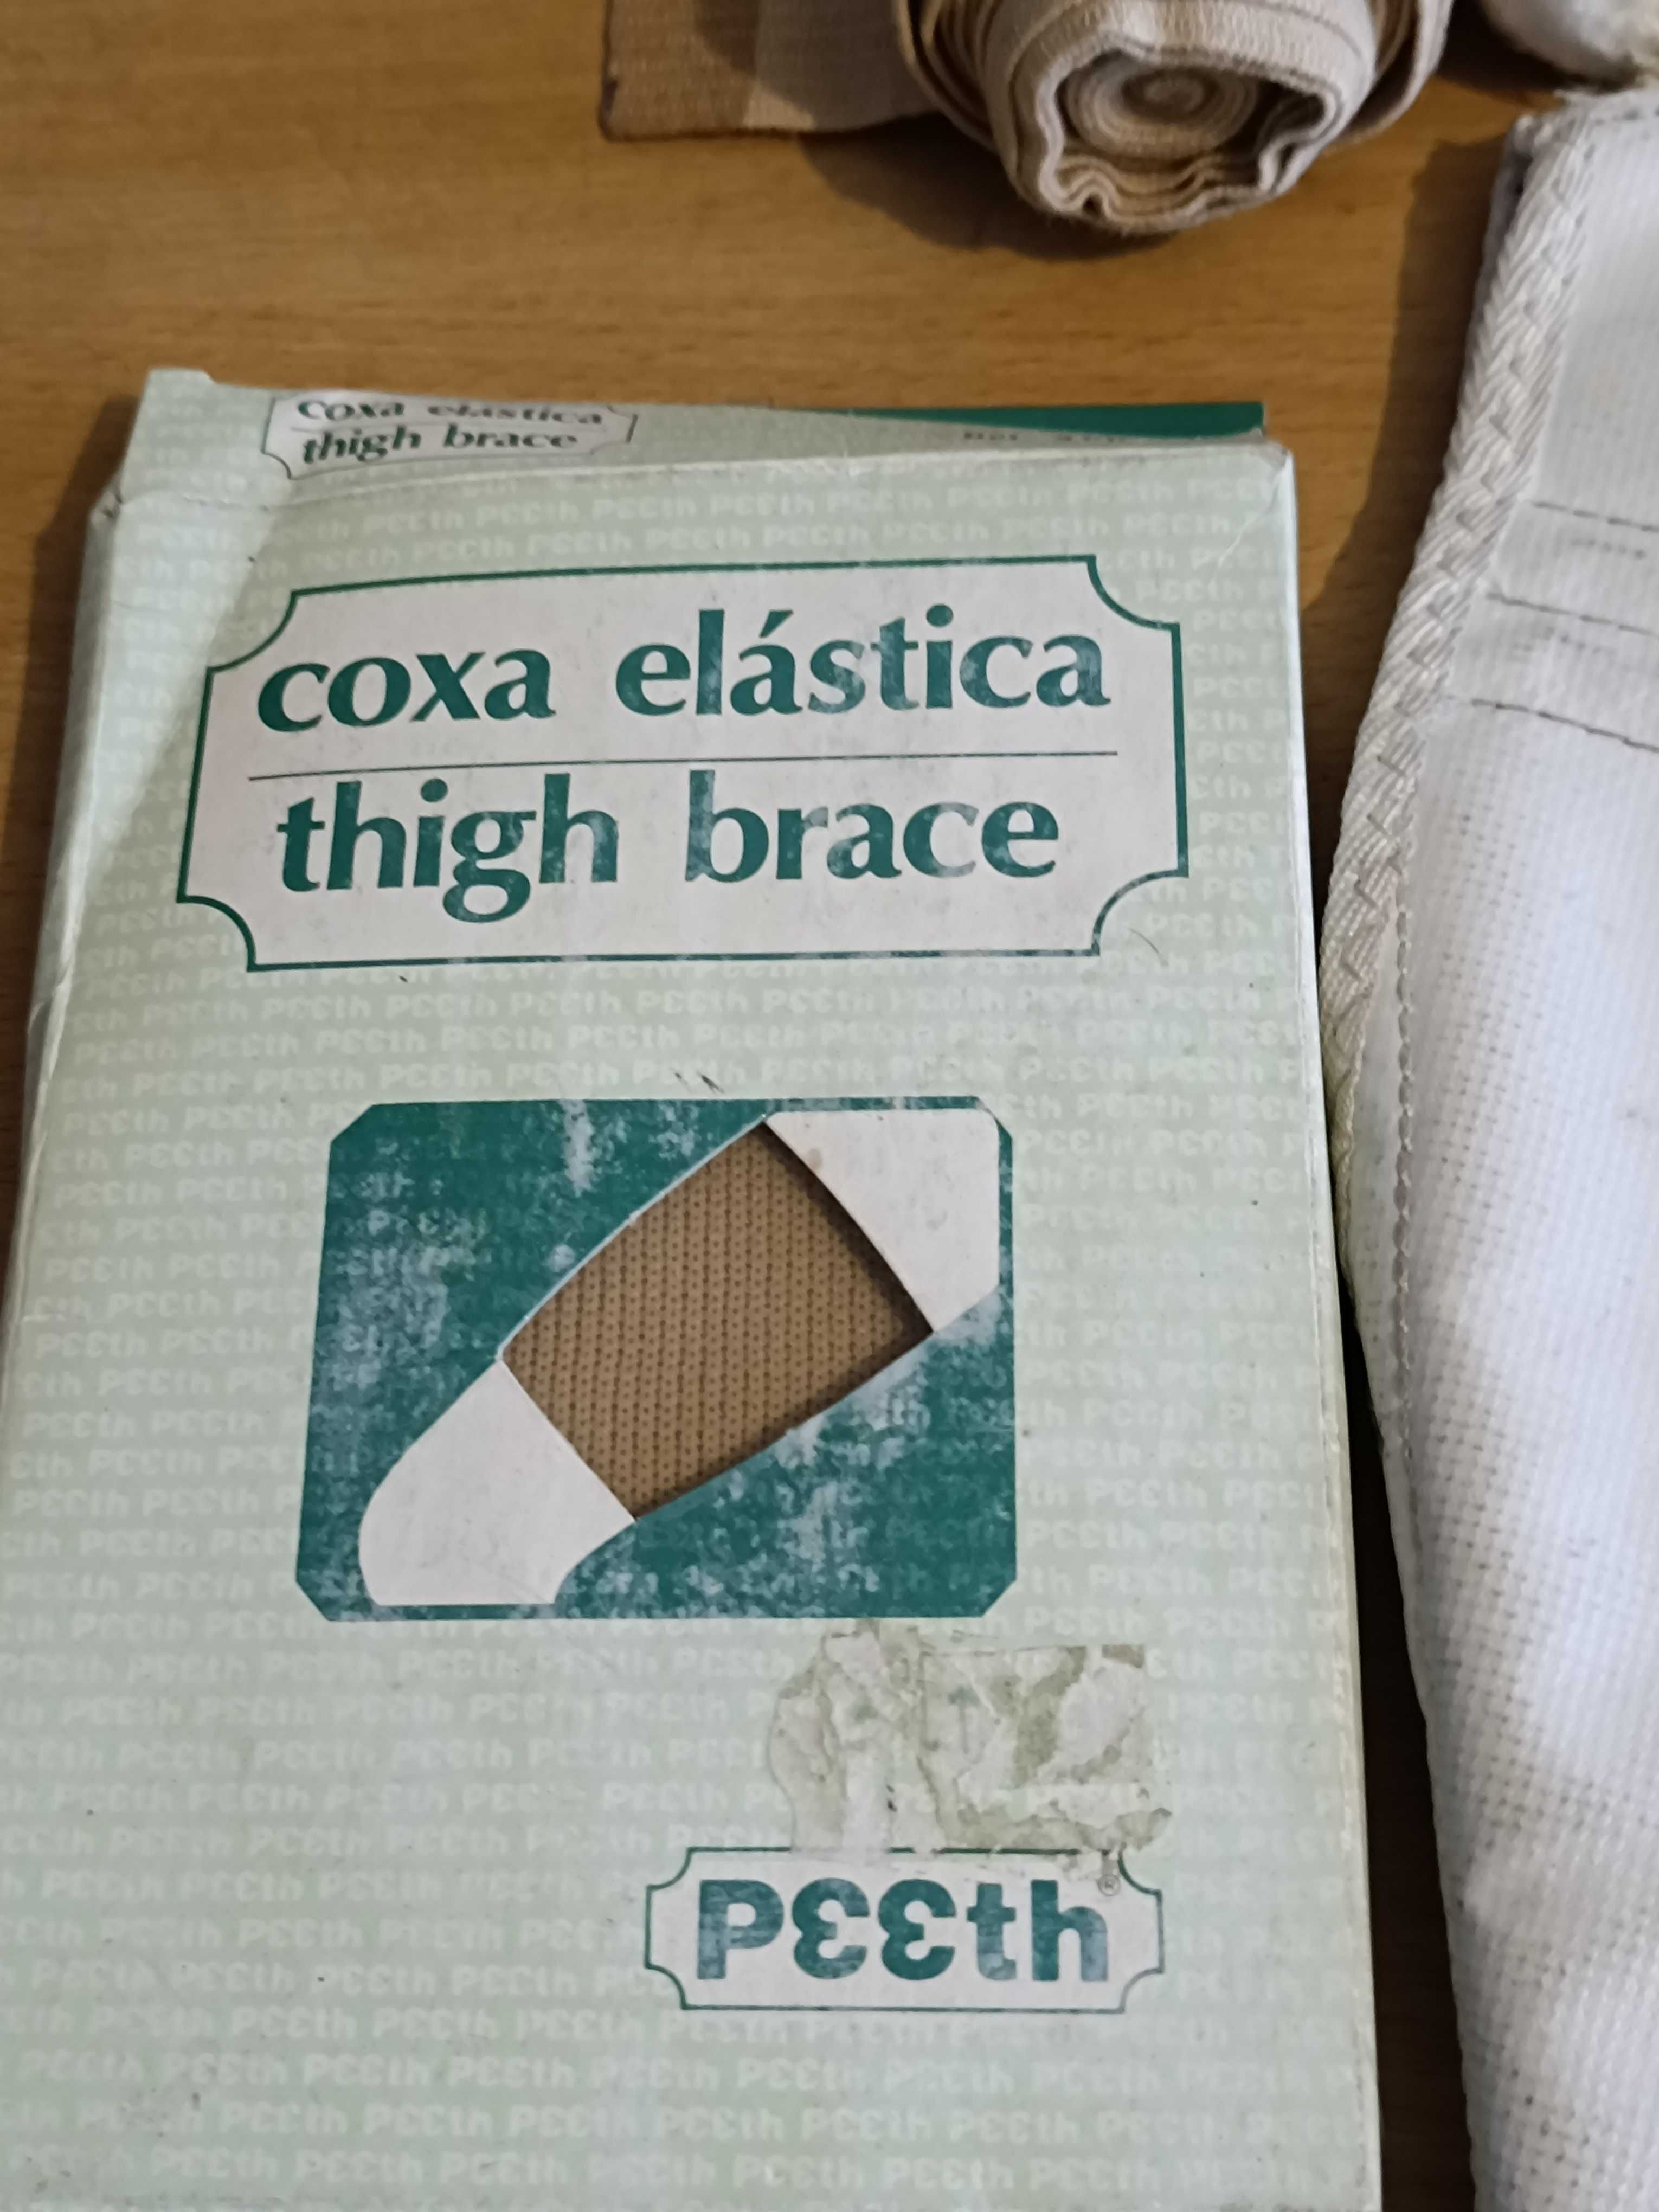 coxa elástica
thigh brace
coxa elástica
thigh brace
PƐƐth®